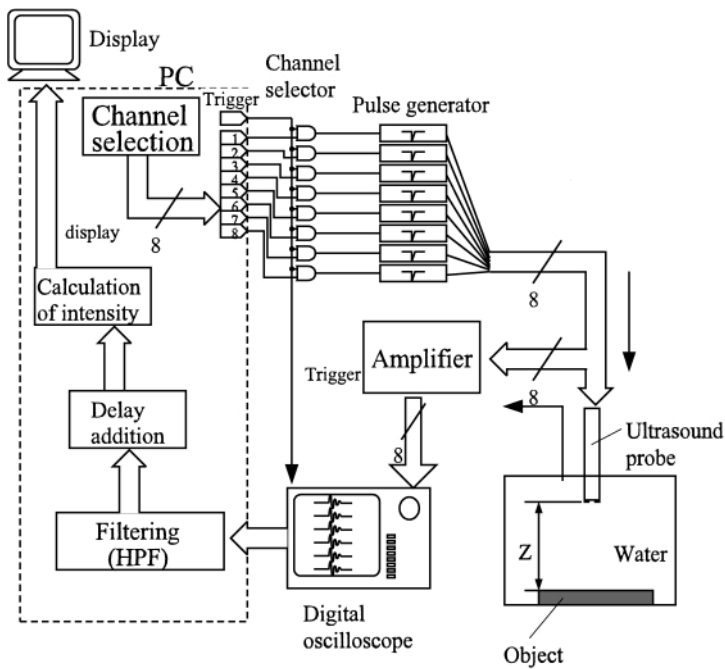 Display
PC
Trigger
Channel
selector
Pulse generator
Channel
selection
1
2
3
4
5
6
7
8
8
display
8
Calculation
of intensity
Trigger
Amplifier
8
8
Delay
addition
Ultrasound
probe
Filtering
(HPF)
Z
Water
Digital
oscilloscope
Object